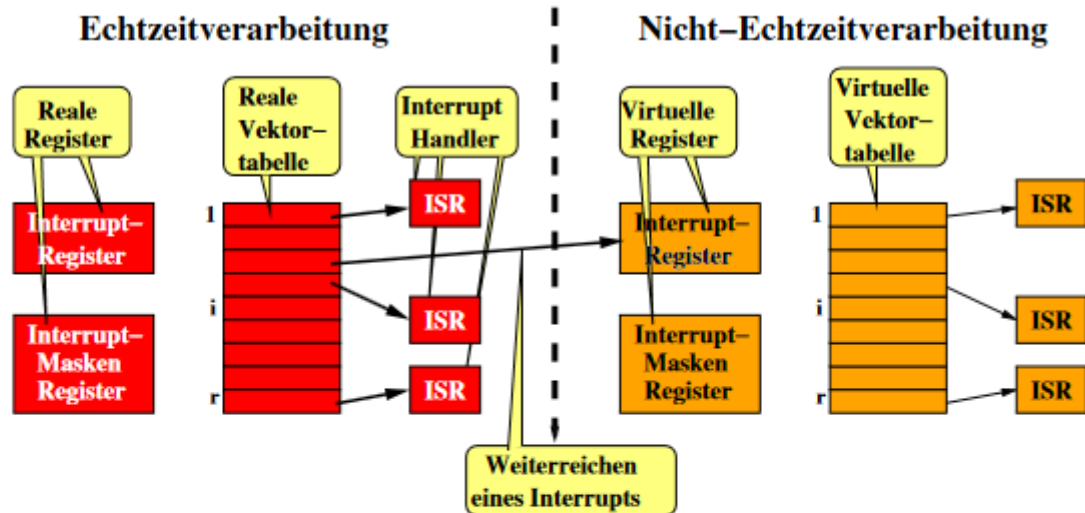 Echtzeitverarbeitung
Nicht–Echtzeitverarbeitung
Reale
Register
Reale
Vektor–
tabelle
Interrupt
Handler
Virtuelle
Register
Virtuelle
Vektor–
tabelle
Interrupt–
Register
Interrupt–
Masken
Register
1
i
r
ISR
ISR
ISR
Interrupt–
Register
Interrupt–
Masken
Register
1
i
r
ISR
ISR
ISR
Weiterreichen
eines Interrupts